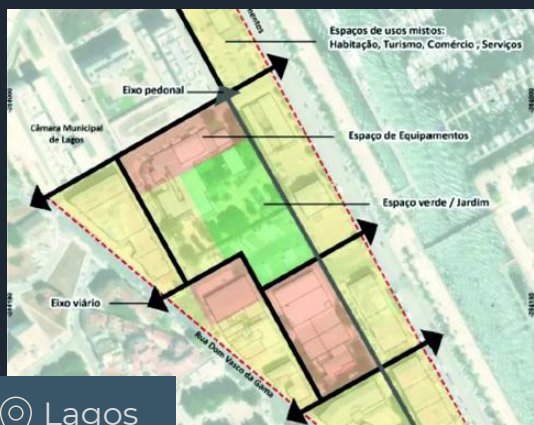 Espaços de usos mistos:
Habitação, Turismo, Comércio , Serviços
Eixo pedonal
Câmara Municipal
de Lagos
Espaço de Equipamentos
Espaço verde / Jardim
Eixo viário
Rua Dom Vasco da Gama
Lagos